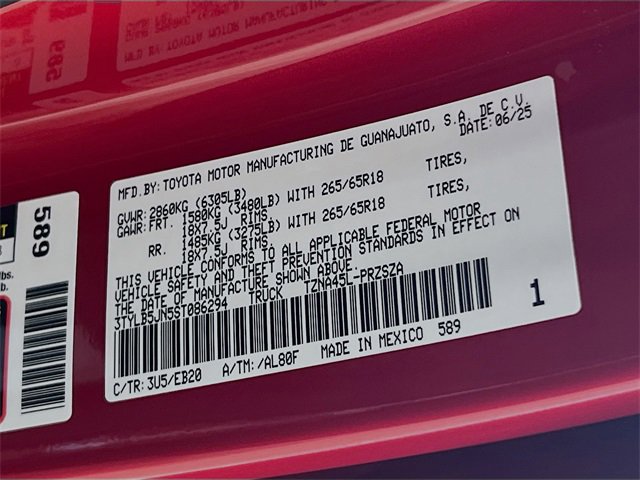 MFD.BY: TOYOTA MOTOR MANUFACTURING DE GUANAJUATO, S.A. DE C.V.
DATE: 06/25
GVWR: 2860KG (6305LB)
GAWR: FRT. 1580KG (3480LB) WITH 265/65R18 TIRES,
18X7.5J RIMS.
RR. 1485KG (3275LB) WITH 265/65R18 TIRES,
18X7.5J RIMS.
THIS VEHICLE CONFORMS TO ALL APPLICABLE FEDERAL MOTOR
VEHICLE SAFETY AND THEFT PREVENTION STANDARDS IN EFFECT ON
THE DATE OF MANUFACTURE SHOWN ABOVE.
3TYLB5JN5ST086294 TRUCK TZNA45L-PRZSZA
1
C/TR: 3U5/EB20 A/TM: /AL80F MADE IN MEXICO 589
589
lbs.
b.